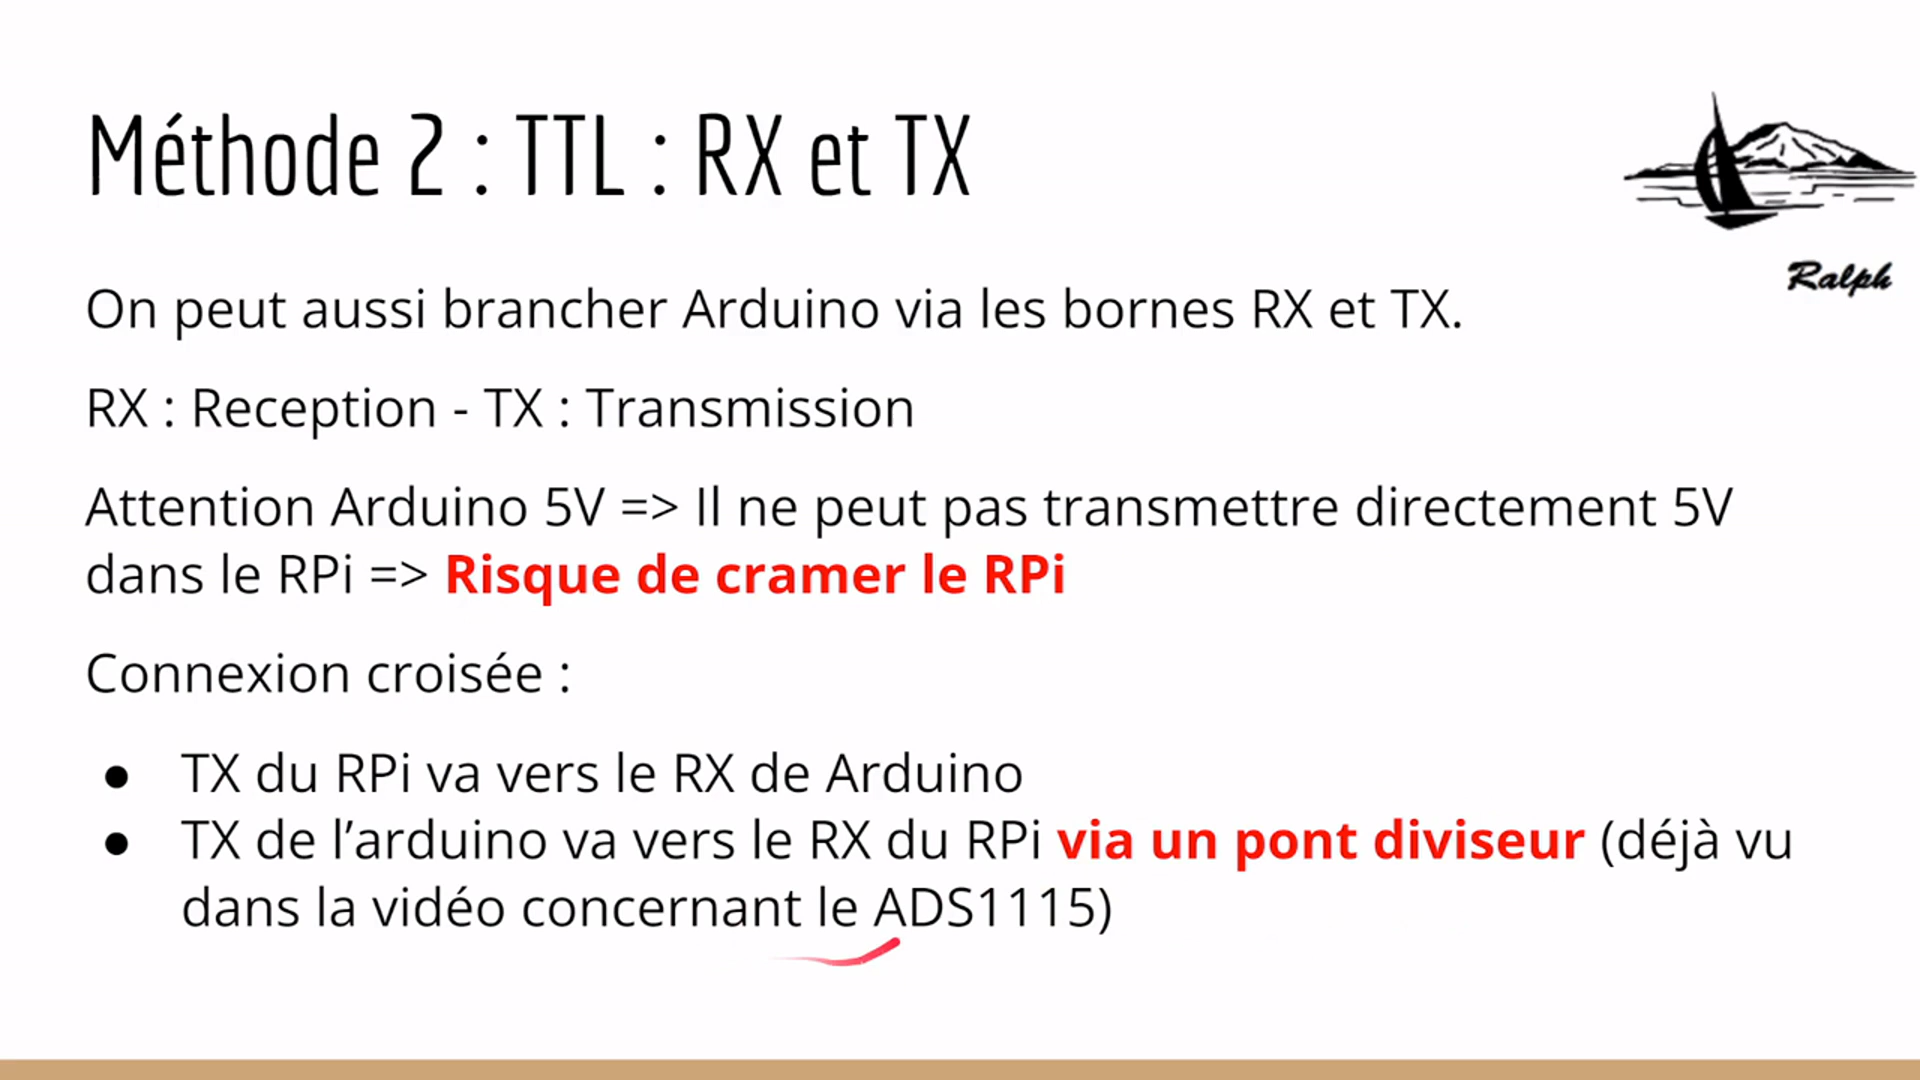 Méthode 2 : TTL : RX et TX
Ralph
On peut aussi brancher Arduino via les bornes RX et TX.
RX : Reception - TX : Transmission
Attention Arduino 5V => Il ne peut pas transmettre directement 5V
dans le RPi => Risque de cramer le RPi
Connexion croisée :
● TX du RPi va vers le RX de Arduino
● TX de l’arduino va vers le RX du RPi via un pont diviseur (déjà vu
dans la vidéo concernant le ADS1115)